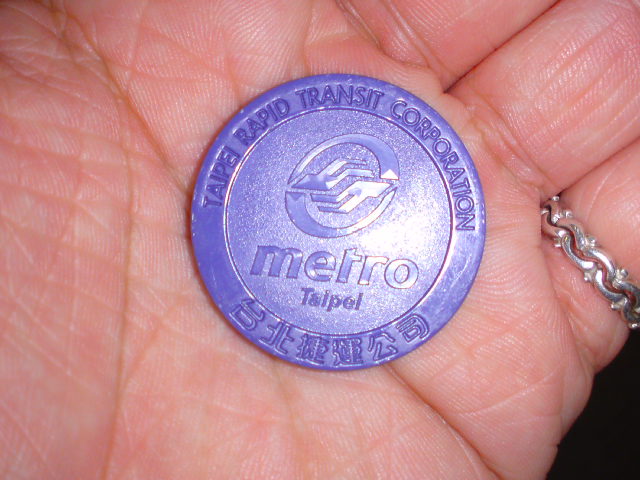 TAIPEI RAPID TRANSIT CORPORATION
metro
Taipei
台北捷運公司